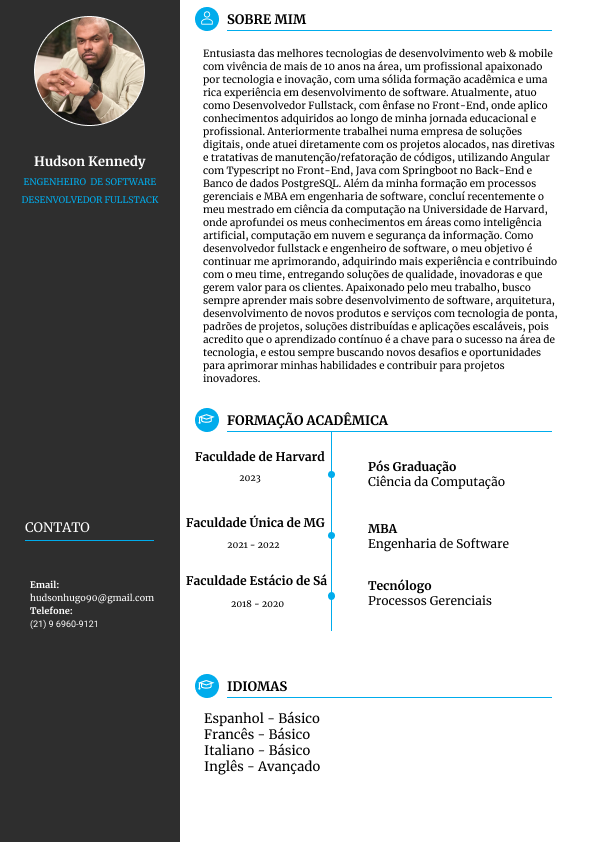 Hudson Kennedy
ENGENHEIRO DE SOFTWARE
DESENVOLVEDOR FULLSTACK
CONTATO
Email:
hudsonhugo90@gmail.com
Telefone:
(21) 9 6960-9121
SOBRE MIM
Entusiasta das melhores tecnologias de desenvolvimento web & mobile
com vivência de mais de 10 anos na área, um profissional apaixonado
por tecnologia e inovação, com uma sólida formação acadêmica e uma
rica experiência em desenvolvimento de software. Atualmente, atuo
como Desenvolvedor Fullstack, com ênfase no Front-End, onde aplico
conhecimentos adquiridos ao longo de minha jornada educacional e
profissional. Anteriormente trabalhei numa empresa de soluções
digitais, onde atuei diretamente com os projetos alocados, nas diretivas
e tratativas de manutenção/refatoração de códigos, utilizando Angular
com Typescript no Front-End, Java com Springboot no Back-End e
Banco de dados PostgreSQL. Além da minha formação em processos
gerenciais e MBA em engenharia de software, concluí recentemente o
meu mestrado em ciência da computação na Universidade de Harvard,
onde aprofundei os meus conhecimentos em áreas como inteligência
artificial, computação em nuvem e segurança da informação. Como
desenvolvedor fullstack e engenheiro de software, o meu objetivo é
continuar me aprimorando, adquirindo mais experiência e contribuindo
com o meu time, entregando soluções de qualidade, inovadoras e que
gerem valor para os clientes. Apaixonado pelo meu trabalho, busco
sempre aprender mais sobre desenvolvimento de software, arquitetura,
desenvolvimento de novos produtos e serviços com tecnologia de ponta,
padrões de projetos, soluções distribuídas e aplicações escaláveis, pois
acredito que o aprendizado contínuo é a chave para o sucesso na área de
tecnologia, e estou sempre buscando novos desafios e oportunidades
para aprimorar minhas habilidades e contribuir para projetos
inovadores.
FORMAÇÃO ACADÊMICA
Faculdade de Harvard
2023
Pós Graduação
Ciência da Computação
Faculdade Única de MG
2021 - 2022
MBA
Engenharia de Software
Faculdade Estácio de Sá
2018 - 2020
Tecnólogo
Processos Gerenciais
IDIOMAS
Espanhol - Básico
Francês - Básico
Italiano - Básico
Inglês - Avançado